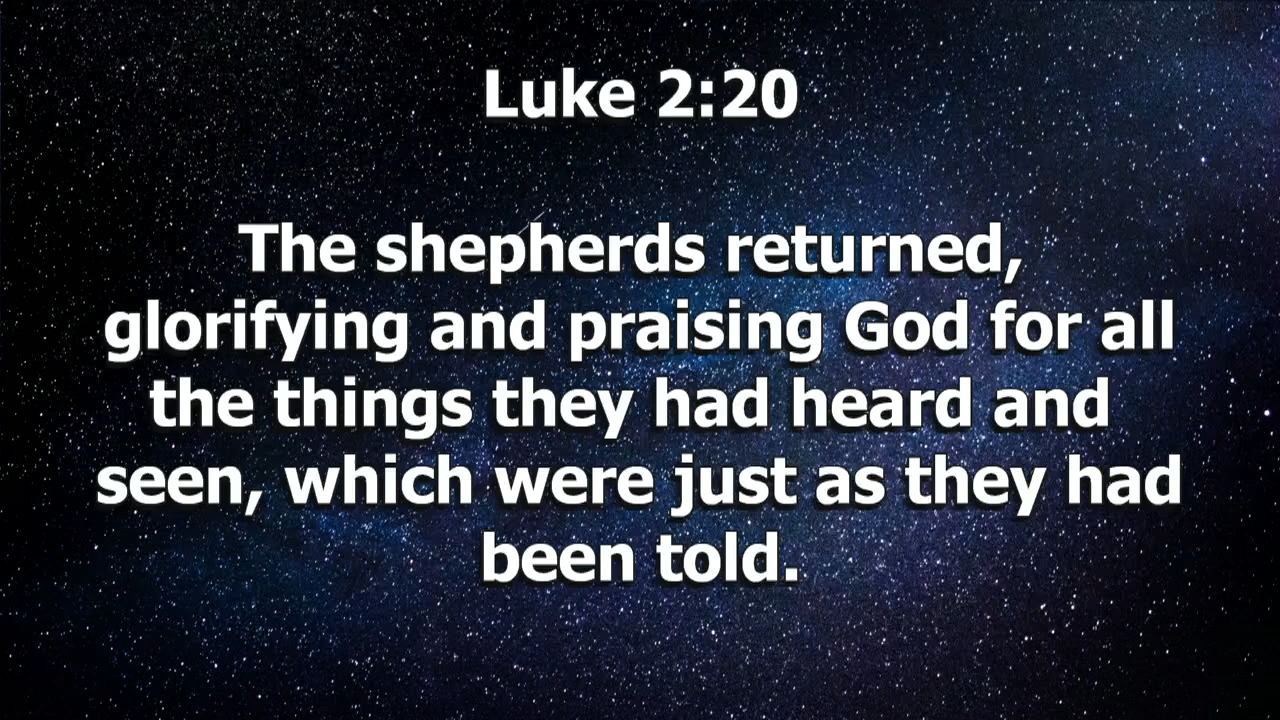 Luke 2:20
The shepherds returned,
glorifying and praising God for all
the things they had heard and
seen, which were just as they had
been told.